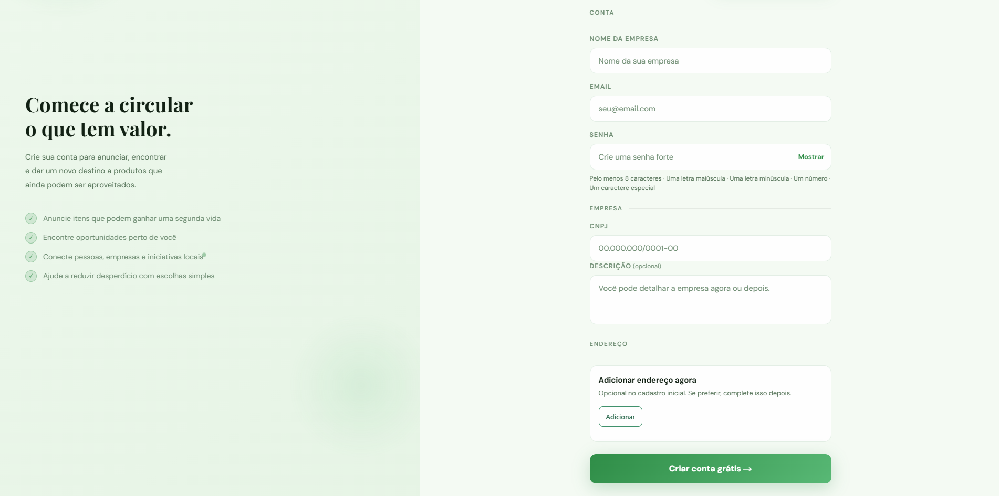 Comece a circular
o que tem valor.
Crie sua conta para anunciar, encontrar
e dar um novo destino a produtos que
ainda podem ser aproveitados.
✓ Anuncie itens que podem ganhar uma segunda vida
✓ Encontre oportunidades perto de você
✓ Conecte pessoas, empresas e iniciativas locais
✓ Ajude a reduzir desperdício com escolhas simples
CONTA
NOME DA EMPRESA
Nome da sua empresa
EMAIL
seu@email.com
SENHA
Crie uma senha forte Mostrar
Pelo menos 8 caracteres · Uma letra maiúscula · Uma letra minúscula · Um número ·
Um caractere especial
EMPRESA
CNPJ
00.000.000/0001-00
DESCRIÇÃO (opcional)
Você pode detalhar a empresa agora ou depois.
ENDEREÇO
Adicionar endereço agora
Opcional no cadastro inicial. Se preferir, complete isso depois.
Adicionar
Criar conta grátis →